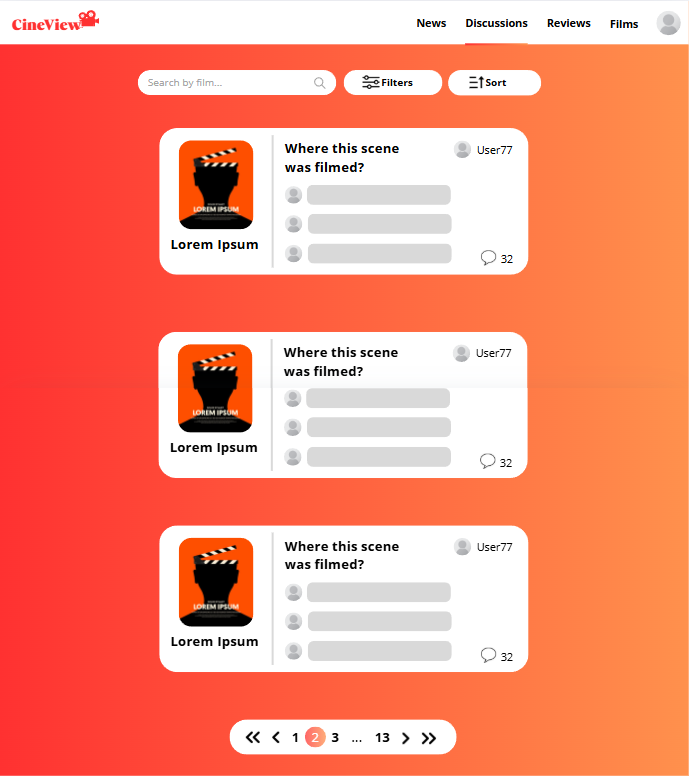 CineView
News Discussions Reviews Films
Search by film... Filters Sort
Where this scene
was filmed?
User77
LOREM IPSUM
Lorem Ipsum
32
Where this scene
was filmed?
User77
LOREM IPSUM
Lorem Ipsum
32
Where this scene
was filmed?
User77
LOREM IPSUM
Lorem Ipsum
32
1 2 3 ... 13